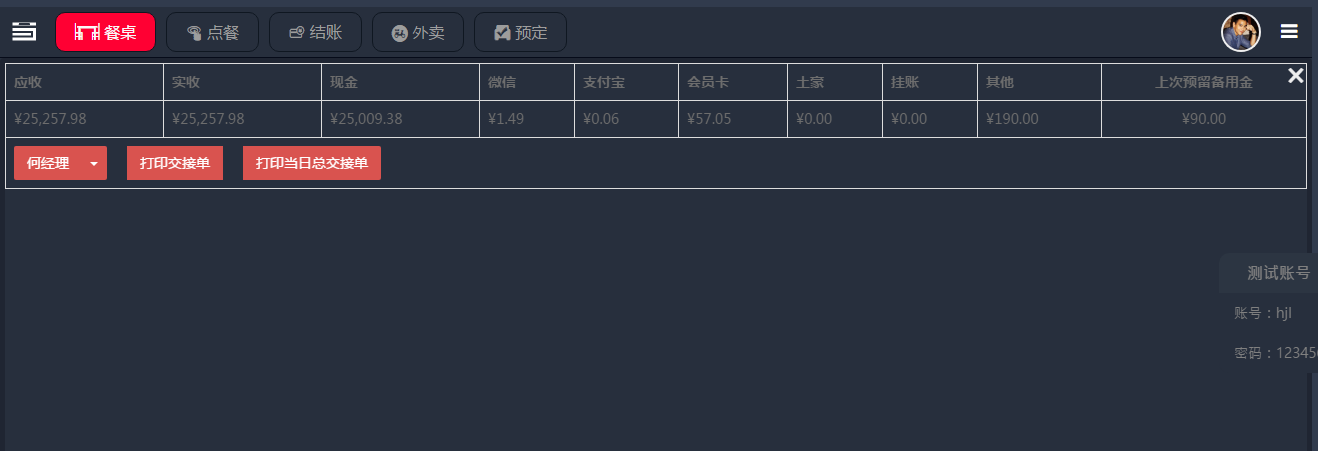 餐桌 点餐 结账 外卖 预定
应收 实收 现金 微信 支付宝 会员卡 土豪 挂账 其他 上次预留备用金
¥25,257.98 ¥25,257.98 ¥25,009.38 ¥1.49 ¥0.06 ¥57.05 ¥0.00 ¥0.00 ¥190.00 ¥90.00
何经理 打印交接单 打印当日总交接单
测试账号
账号：hjl
密码：12345